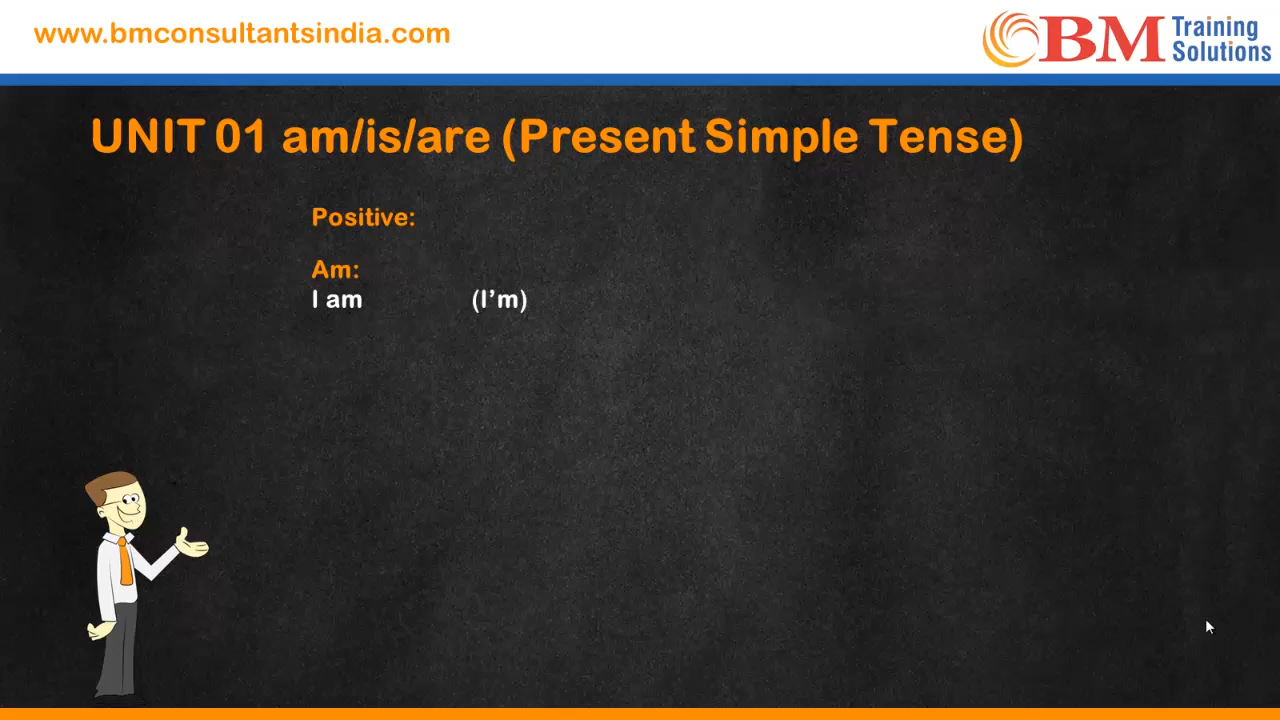 www.bmconsultantsindia.com
BM Training Solutions
UNIT 01 am/is/are (Present Simple Tense)
Positive:
Am:
I am (I’m)